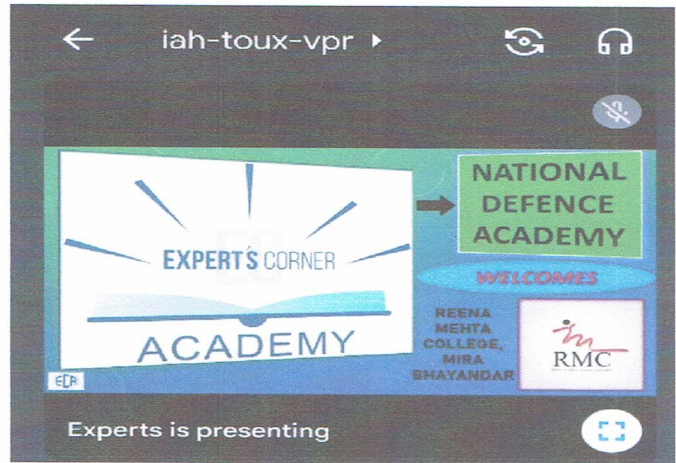 iah-toux-vpr
EXPERT'S CORNER
ACADEMY
ECA
NATIONAL
DEFENCE
ACADEMY
WELCOMES
REENA
MEHTA
COLLEGE,
MIRA
BHAYANDAR
RMC
Experts is presenting